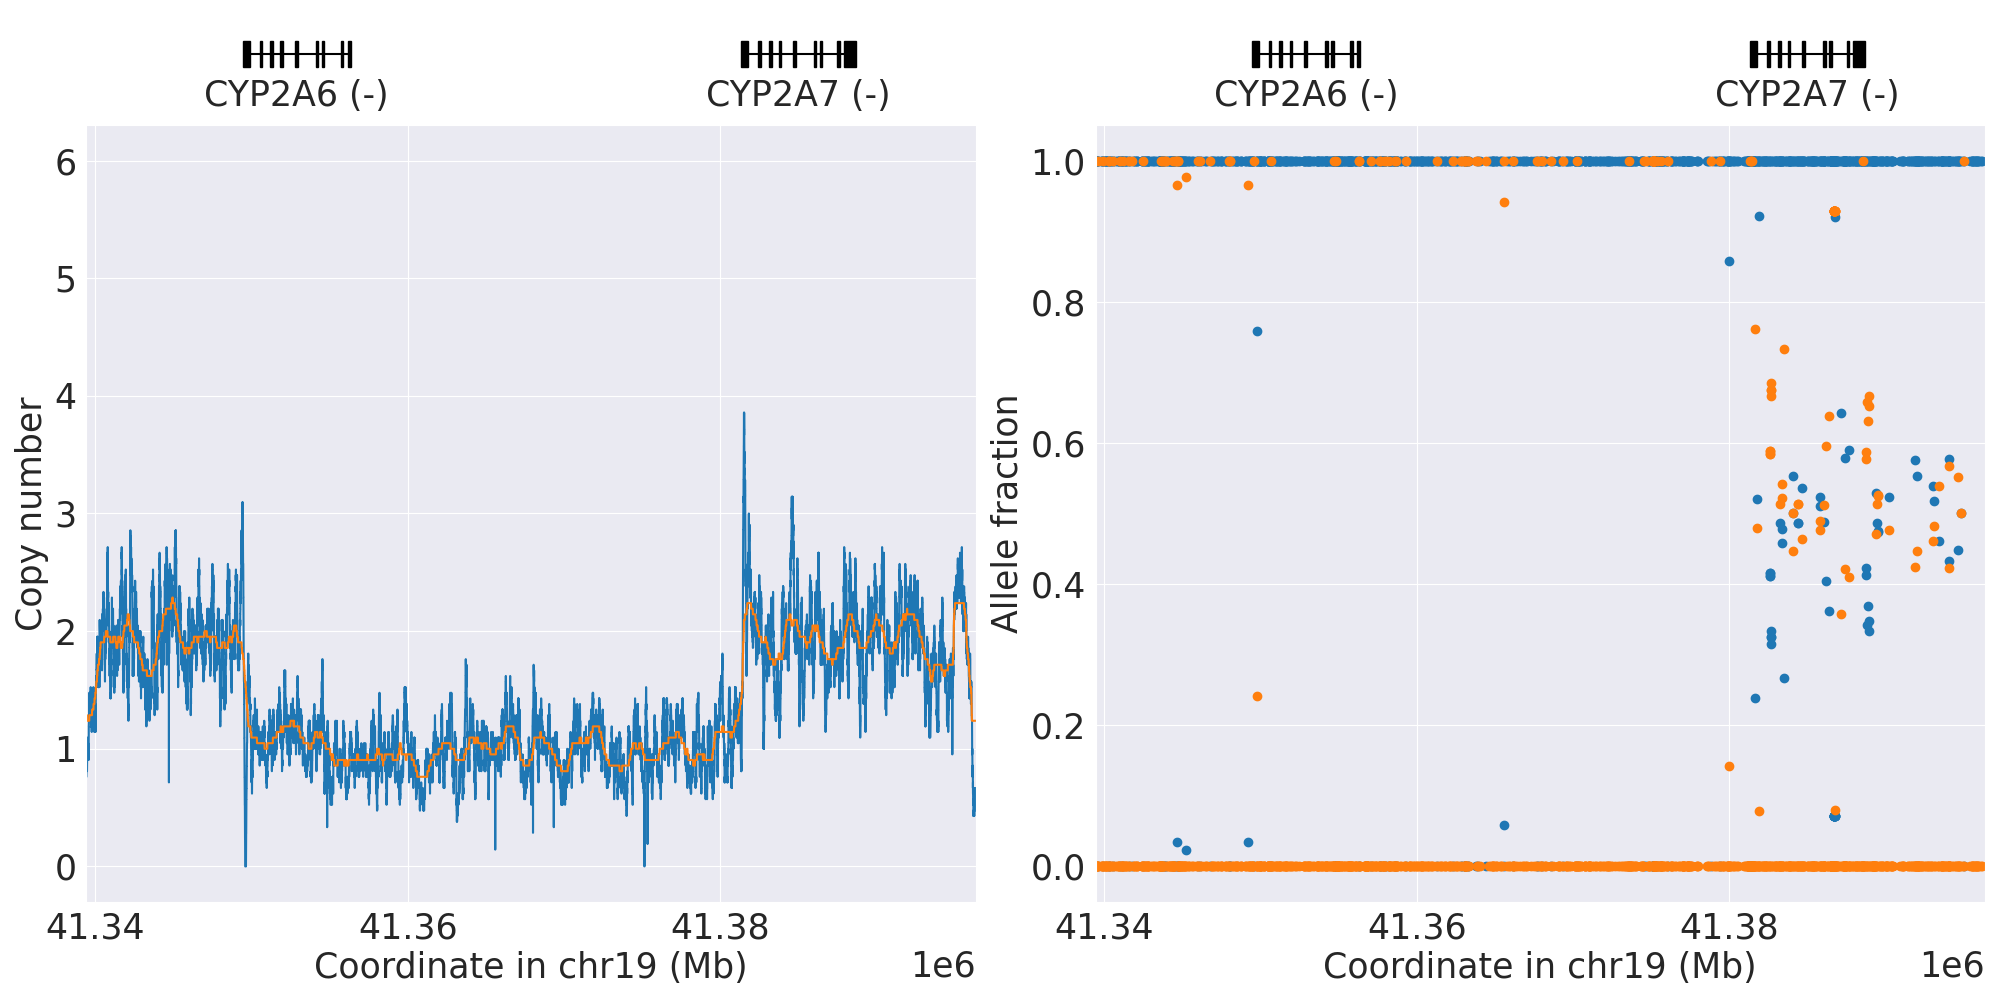 CYP2A6 (-)
CYP2A7 (-)
CYP2A6 (-)
CYP2A7 (-)
6
5
4
3
2
1
0
Copy number
41.34
41.36
41.38
Coordinate in chr19 (Mb)
1e6
1.0
0.8
0.6
0.4
0.2
0.0
Allele fraction
41.34
41.36
41.38
Coordinate in chr19 (Mb)
1e6